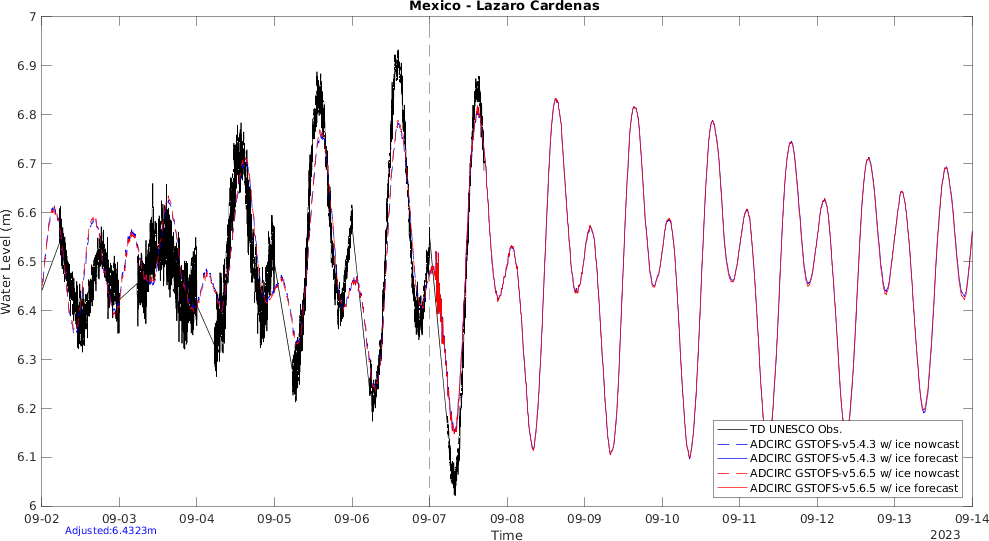 Mexico - Lazaro Cardenas
7
6.9
6.8
6.7
6.6
6.5
6.4
6.3
6.2
6.1
6
Water Level (m)
TD UNESCO Obs.
ADCIRC GSTOFS-v5.4.3 w/ ice nowcast
ADCIRC GSTOFS-v5.4.3 w/ ice forecast
ADCIRC GSTOFS-v5.6.5 w/ ice nowcast
ADCIRC GSTOFS-v5.6.5 w/ ice forecast
09-02 09-03 09-04 09-05 09-06 09-07 09-08 09-09 09-10 09-11 09-12 09-13 09-14
Adjusted:6.4323m
Time
2023